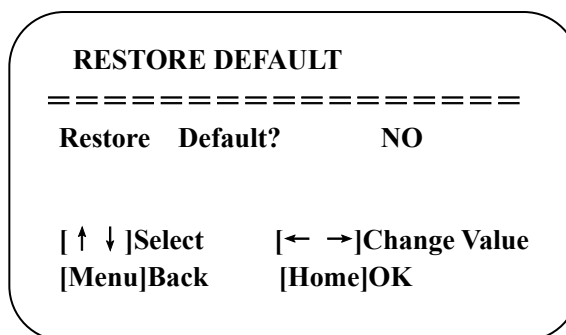 RESTORE DEFAULT
==================
Restore Default? NO
[↑ ↓]Select [← →]Change Value
[Menu]Back [Home]OK